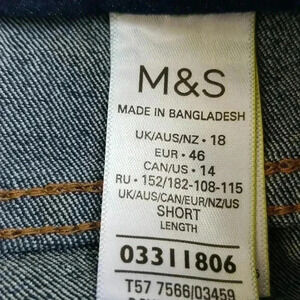 M&S
MADE IN BANGLADESH
UK/AUS/NZ • 18
EUR • 46
CAN/US • 14
RU • 152/182-108-115
UK/AUS/CAN/EUR/NZ/US
SHORT
LENGTH
03311806
T57 7566/03459